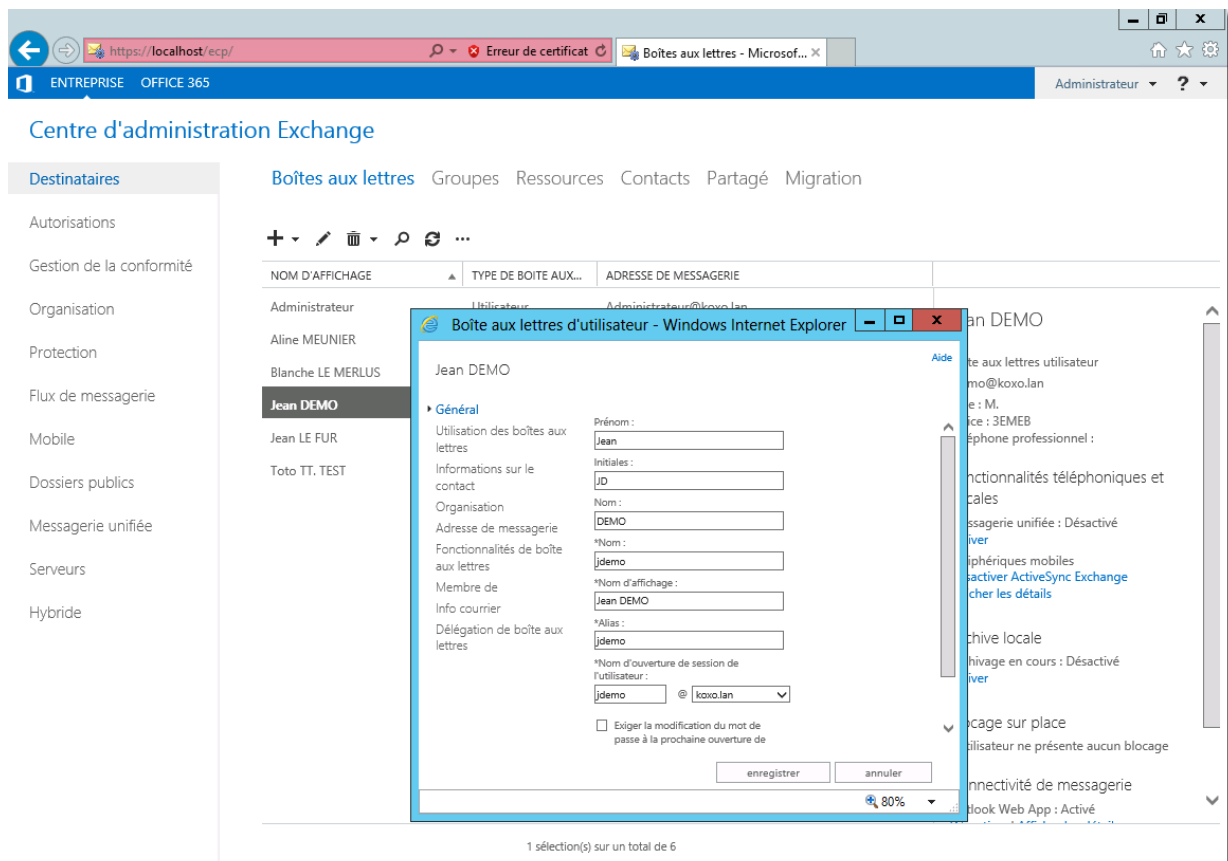 https://localhost/ecp/
Erreur de certificat
Boîtes aux lettres - Microsof...
ENTREPRISE OFFICE 365
Administrateur ?
Centre d'administration Exchange
Destinataires
Autorisations
Gestion de la conformité
Organisation
Protection
Flux de messagerie
Mobile
Dossiers publics
Messagerie unifiée
Serveurs
Hybride
Boîtes aux lettres Groupes Ressources Contacts Partagé Migration
NOM D'AFFICHAGE TYPE DE BOITE AUX... ADRESSE DE MESSAGERIE
Administrateur Utilisateur Administrateur@koxo.lan
Aline MEUNIER
Blanche LE MERLUS
Jean DEMO
Jean LE FUR
Toto TT. TEST
Boîte aux lettres d'utilisateur - Windows Internet Explorer
Aide
Jean DEMO
Général
Utilisation des boîtes aux
lettres
Informations sur le
contact
Organisation
Adresse de messagerie
Fonctionnalités de boîte
aux lettres
Membre de
Info courrier
Délégation de boîte aux
lettres
Prénom :
Jean
Initiales :
JD
Nom :
DEMO
*Nom :
jdemo
*Nom d'affichage :
Jean DEMO
*Alias :
jdemo
*Nom d'ouverture de session de
l'utilisateur :
jdemo @ koxo.lan
Exiger la modification du mot de
passe à la prochaine ouverture de
enregistrer annuler
80%
an DEMO
te aux lettres utilisateur
mo@koxo.lan
e : M.
ice : 3EMEB
éphone professionnel :
nctionnalités téléphoniques et
cales
ssagerie unifiée : Désactivé
iver
iphériques mobiles
sactiver ActiveSync Exchange
cher les détails
chive locale
hivage en cours : Désactivé
iver
ocage sur place
tilisateur ne présente aucun blocage
nnectivité de messagerie
tlook Web App : Activé
1 sélection(s) sur un total de 6